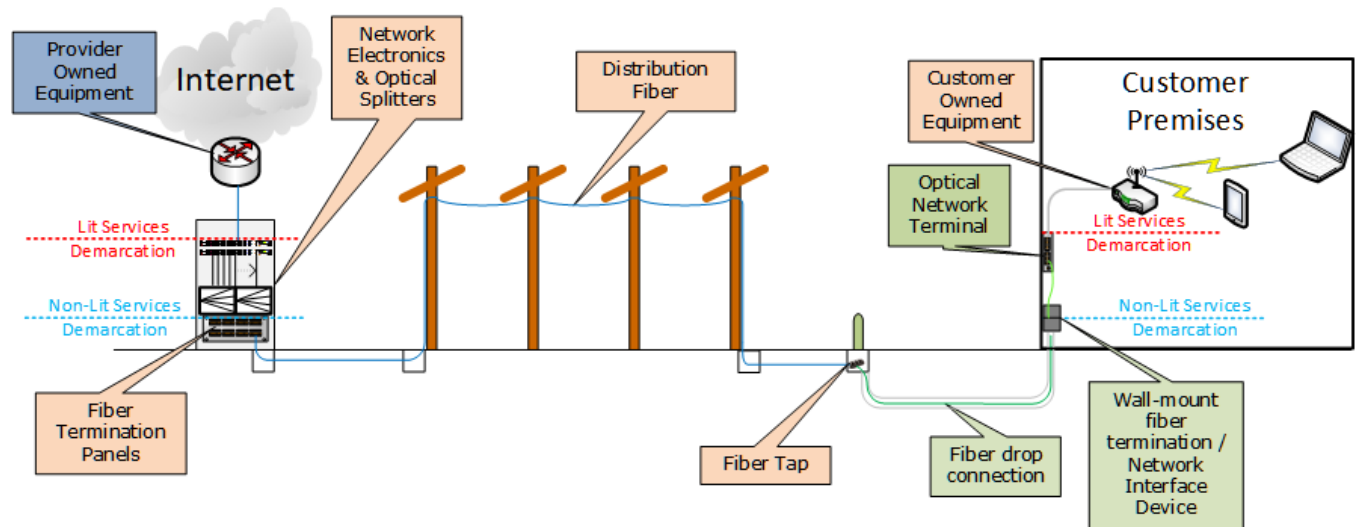 Provider
Owned
Equipment
Internet
Network
Electronics
& Optical
Splitters
Distribution
Fiber
Customer
Owned
Equipment
Customer
Premises
Optical
Network
Terminal
Lit Services
Demarcation
Lit Services
Demarcation
Non-Lit Services
Demarcation
Non-Lit Services
Demarcation
Fiber
Termination
Panels
Fiber Tap
Fiber drop
connection
Wall-mount
fiber
termination /
Network
Interface
Device